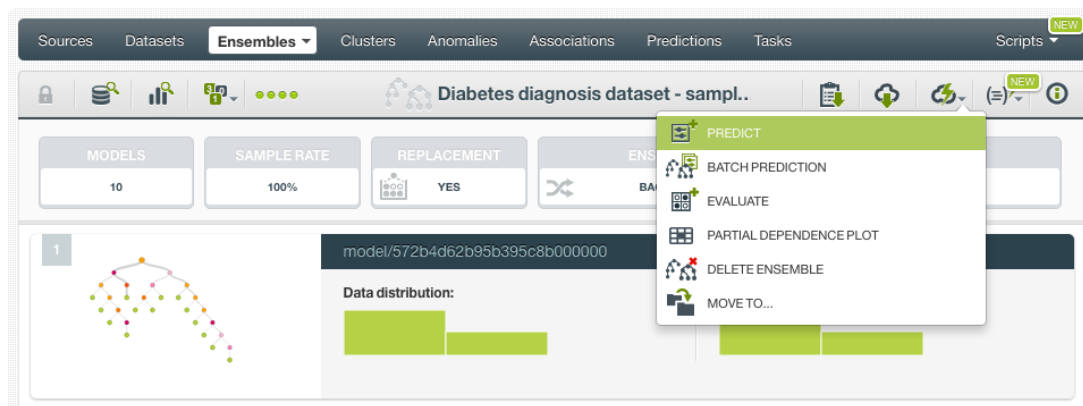 NEW
Sources Datasets Ensembles Clusters Anomalies Associations Predictions Tasks Scripts
NEW
Diabetes diagnosis dataset - sampl..
PREDICT
BATCH PREDICTION
EVALUATE
PARTIAL DEPENDENCE PLOT
DELETE ENSEMBLE
MOVE TO...
MODELS SAMPLE RATE REPLACEMENT ENS
10 100% YES BA
1
model/572b4d62b95b395c8b000000
Data distribution: